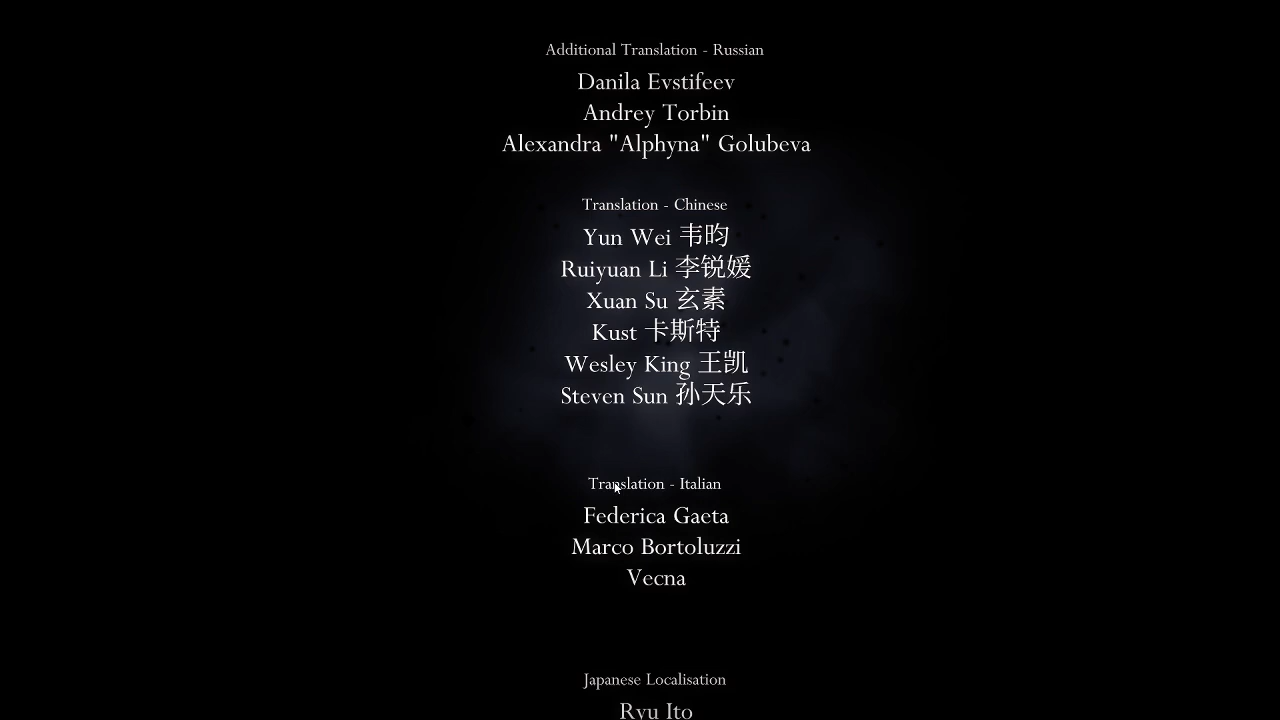 Additional Translation - Russian
Danila Evstifeev
Andrey Torbin
Alexandra "Alphyna" Golubeva
Translation - Chinese
Yun Wei 韦昀
Ruiyuan Li 李锐媛
Xuan Su 玄素
Kust 卡斯特
Wesley King 王凯
Steven Sun 孙天乐
Translation - Italian
Federica Gaeta
Marco Bortoluzzi
Vecna
Japanese Localisation
Ryu Ito